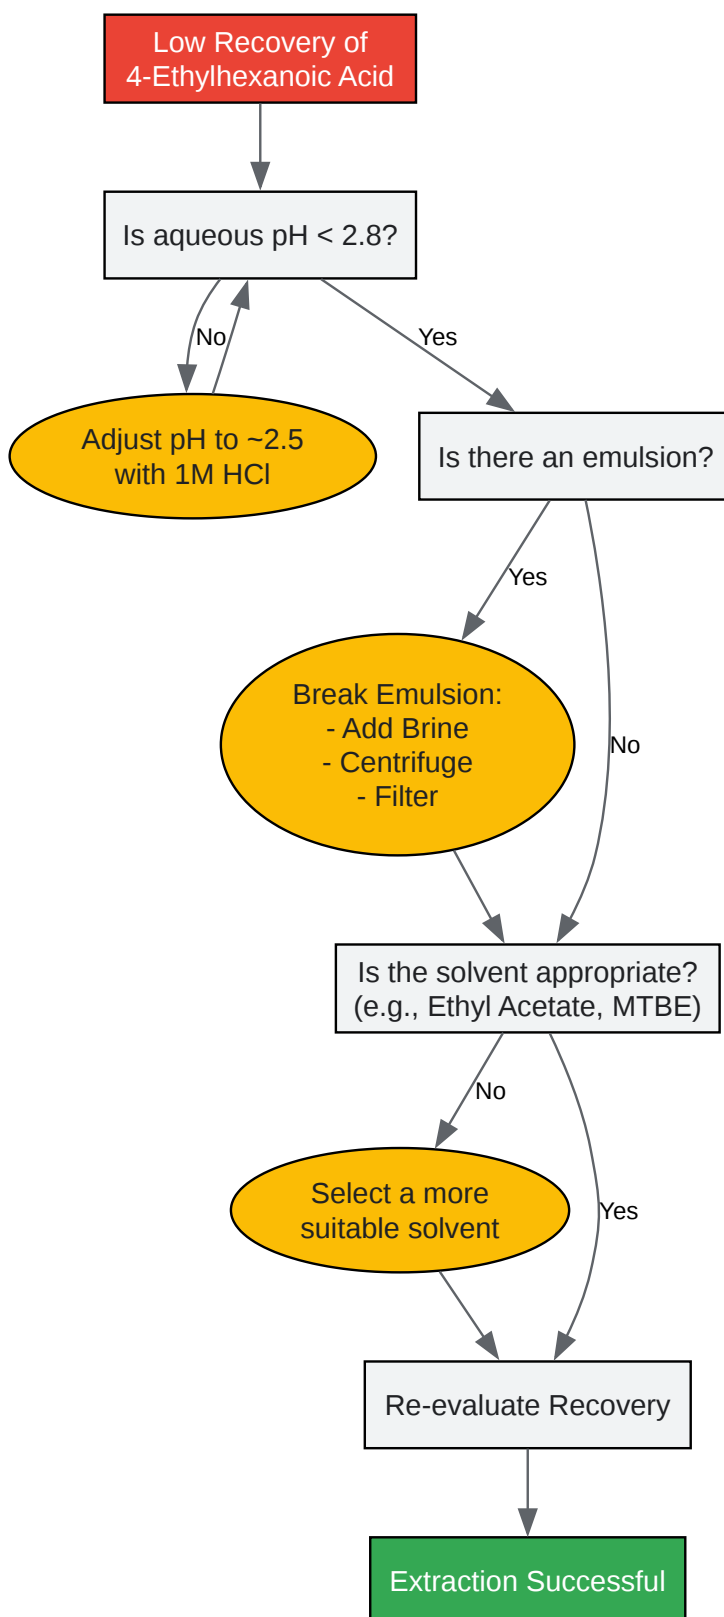 Low Recovery of
4-Ethylhexanoic Acid
Is aqueous pH < 2.8?
No
Yes
Adjust pH to ~2.5
with 1M HCl
Is there an emulsion?
Yes
Break Emulsion:
- Add Brine
- Centrifuge
- Filter
No
Is the solvent appropriate?
(e.g., Ethyl Acetate, MTBE)
No
Select a more
suitable solvent
Yes
Re-evaluate Recovery
Extraction Successful